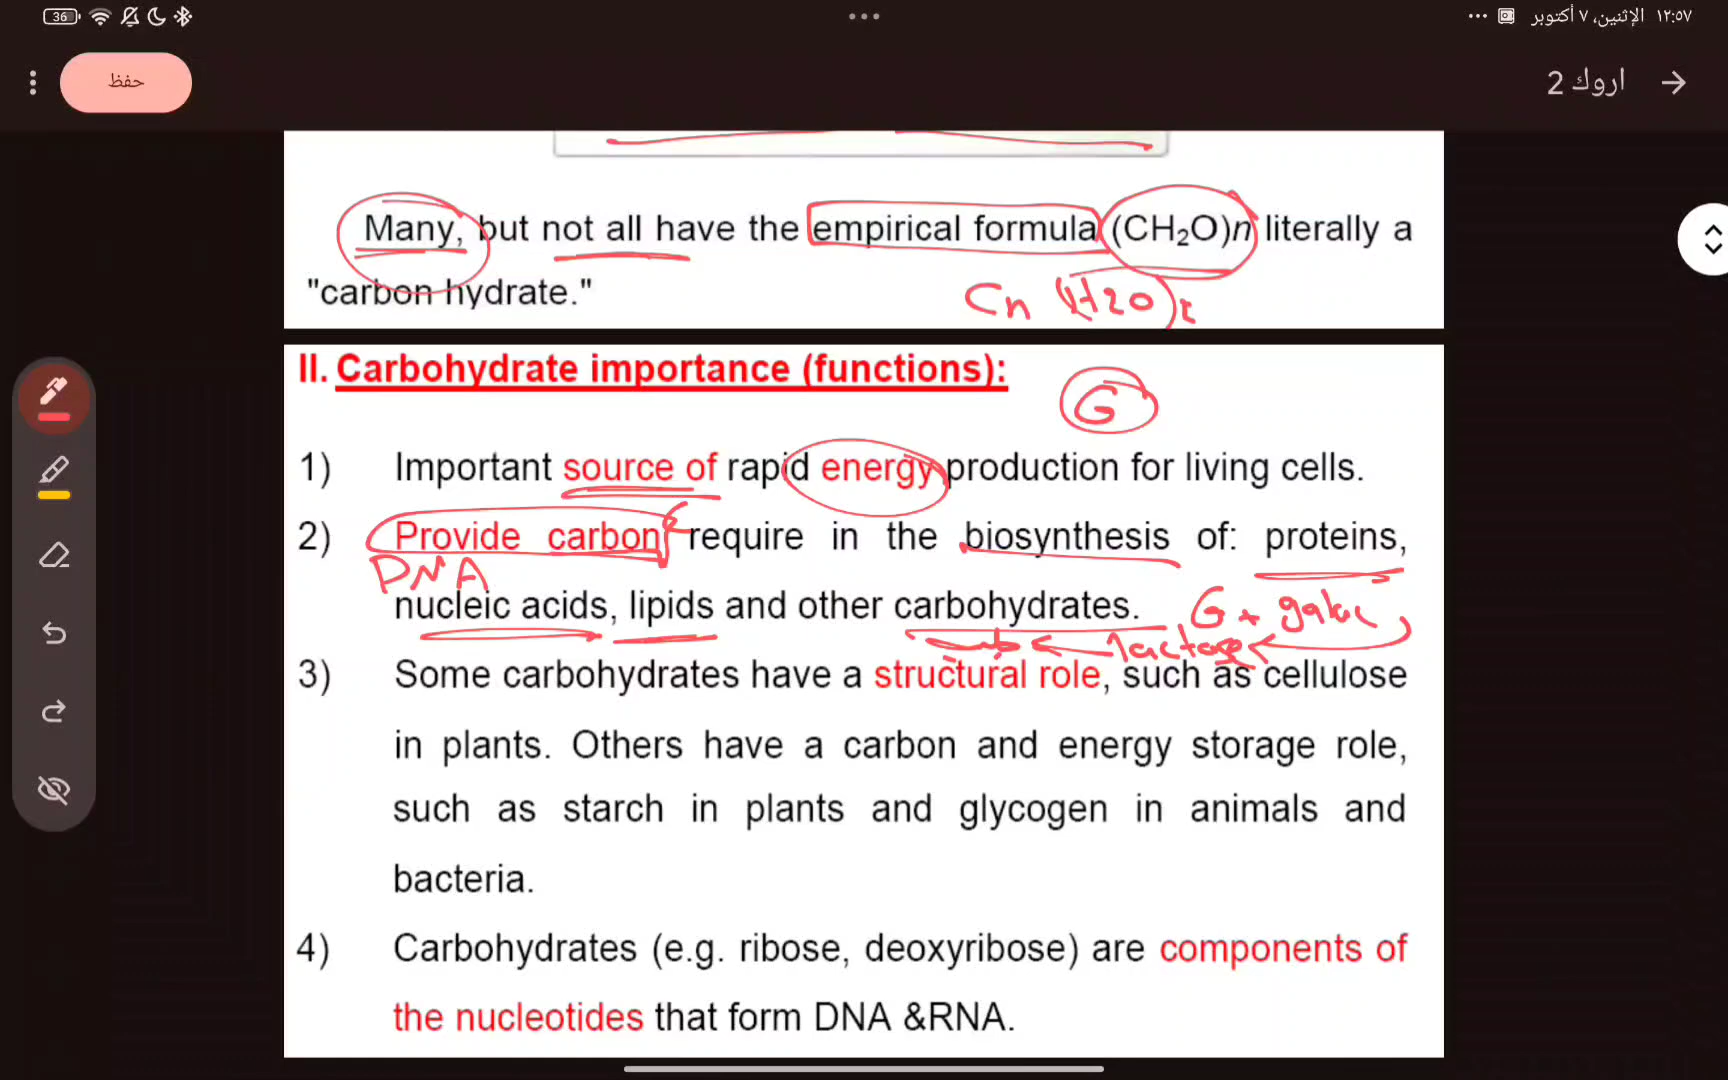 36
١٢:٥٧ الإثنين، ٧ أكتوبر
حفظ
اروك 2
Many, but not all have the empirical formula (CH₂O)n literally a
"carbon hydrate."
Cn (H2O)
II. Carbohydrate importance (functions):
G
1) Important source of rapid energy production for living cells.
2) Provide carbon require in the biosynthesis of: proteins,
DNA
nucleic acids, lipids and other carbohydrates.
G + galac
lactose
3) Some carbohydrates have a structural role, such as cellulose
in plants. Others have a carbon and energy storage role,
such as starch in plants and glycogen in animals and
bacteria.
4) Carbohydrates (e.g. ribose, deoxyribose) are components of
the nucleotides that form DNA &RNA.